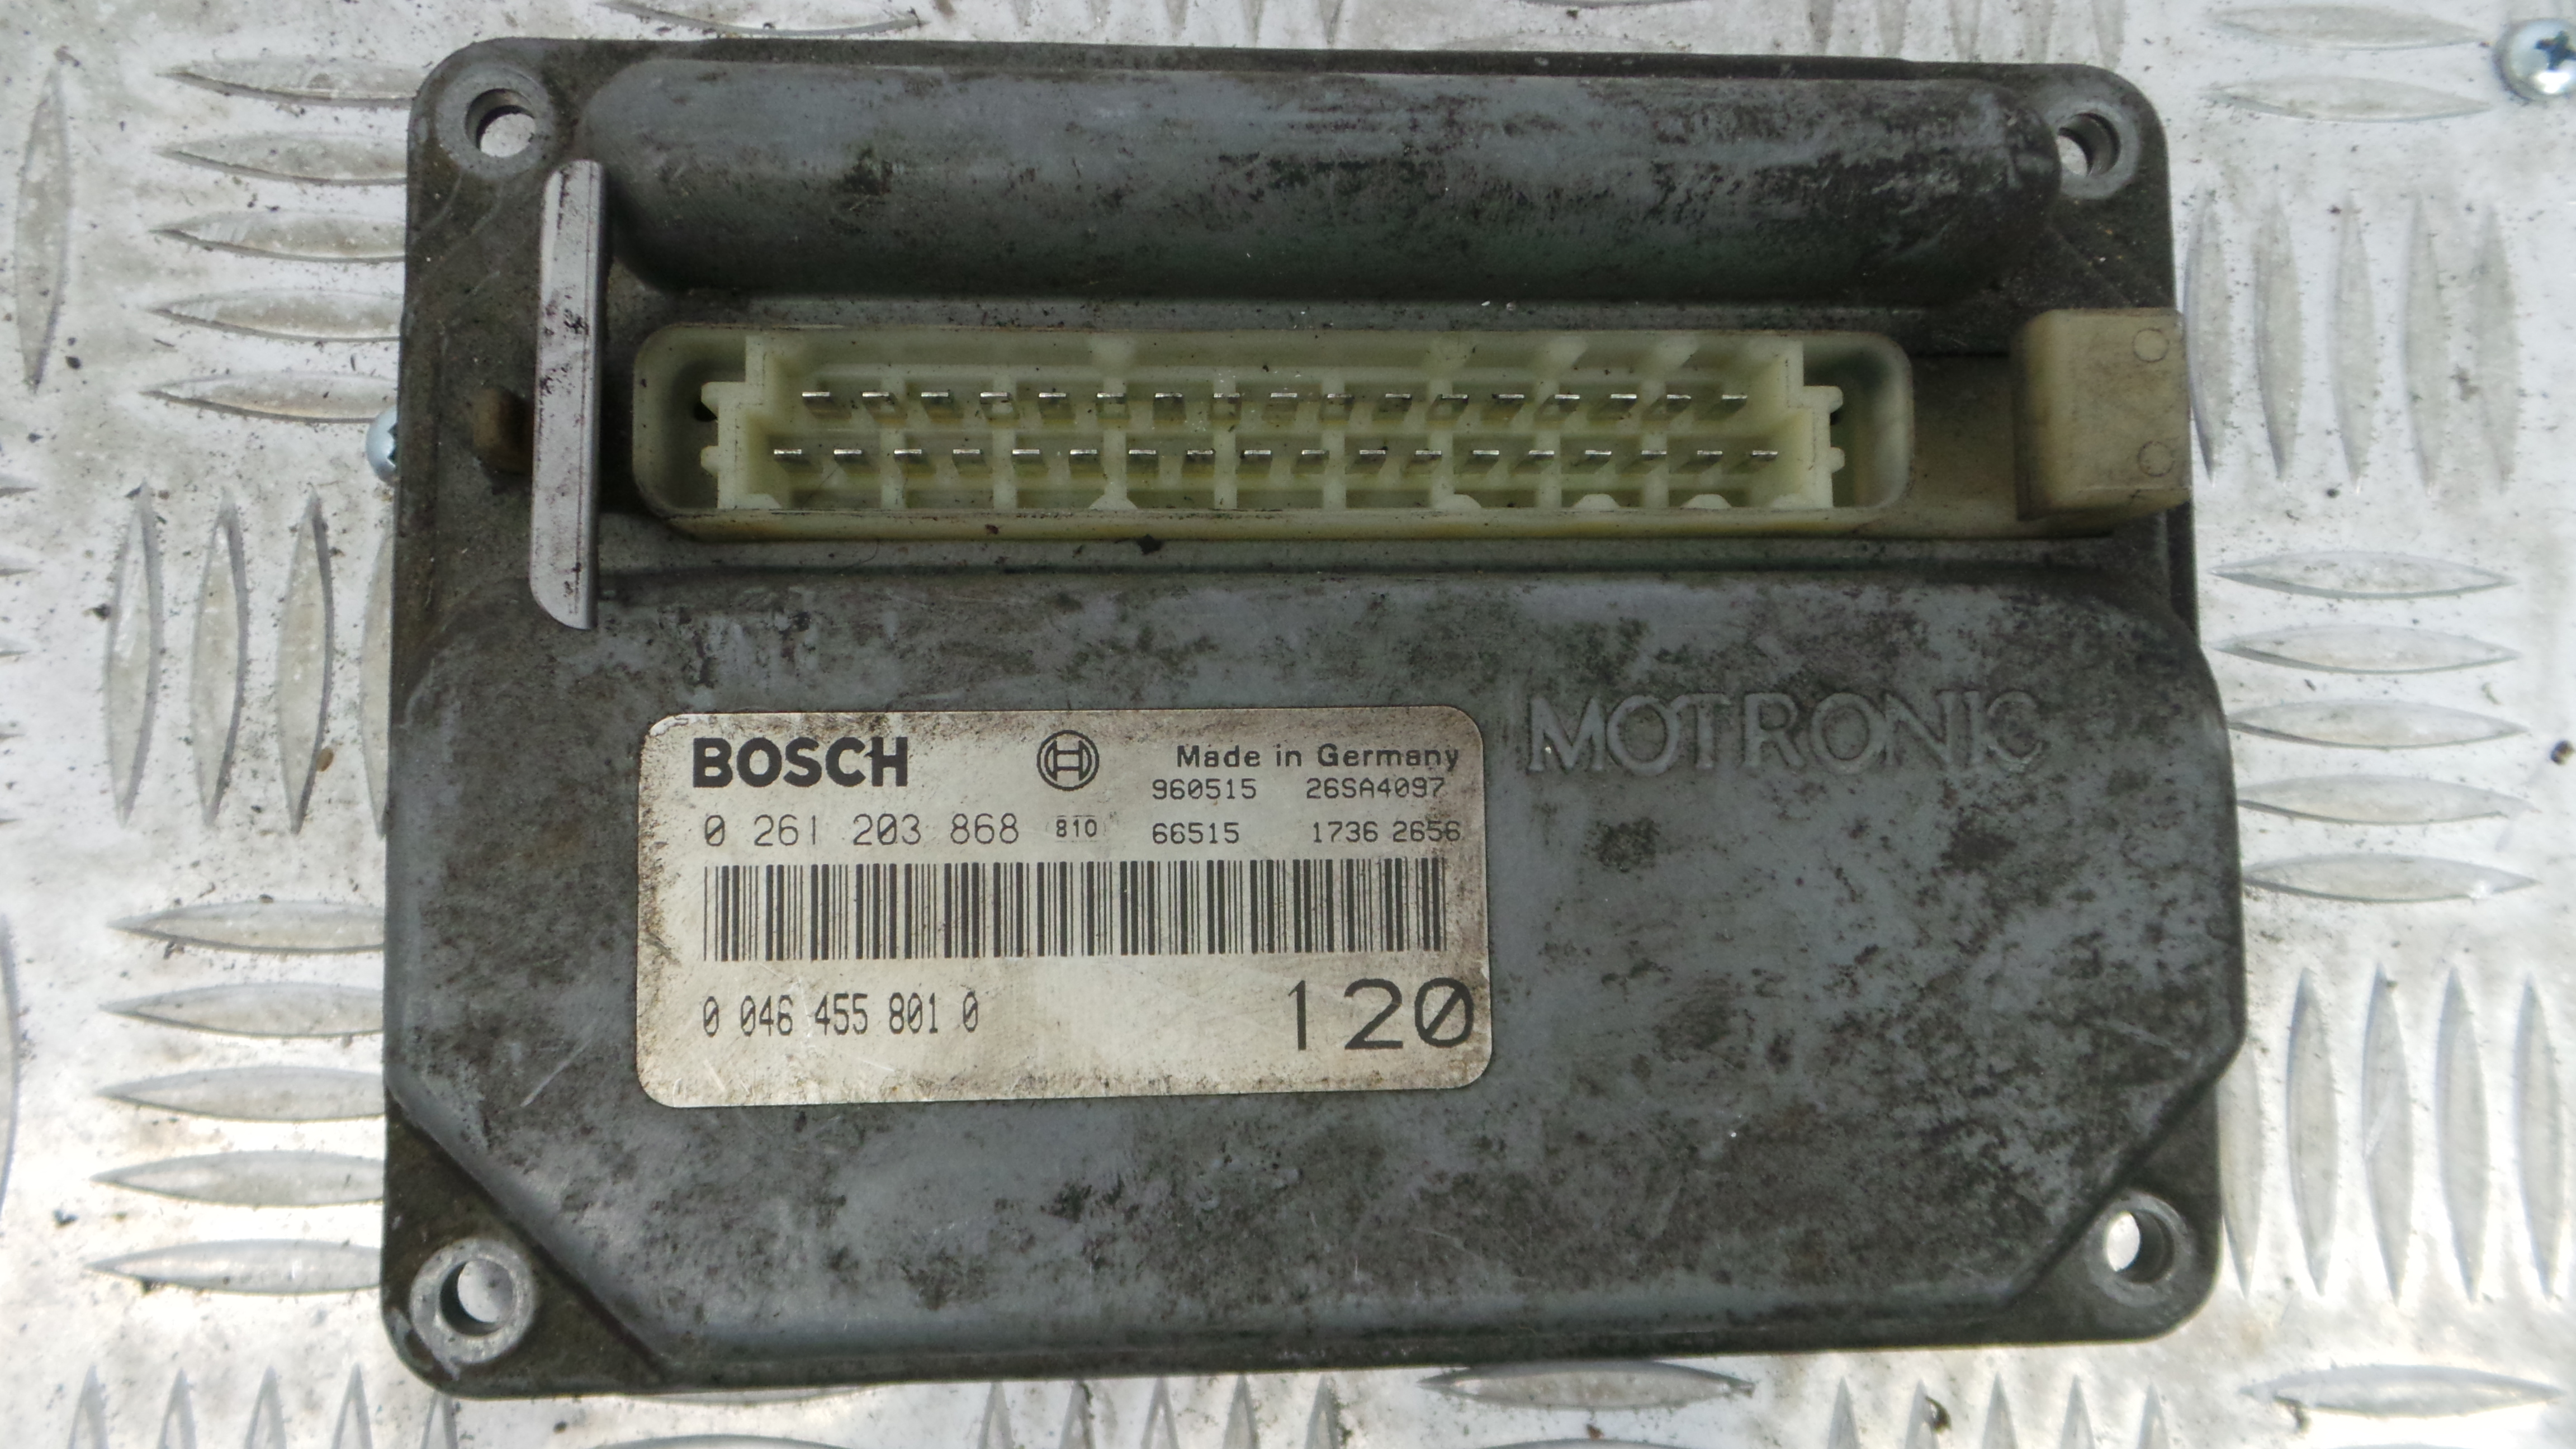 MOTRONIC
BOSCH Made in Germany
960515 26SA4097
0 261 203 868 810 66515 1736 2656
0 046 455 801 0 120